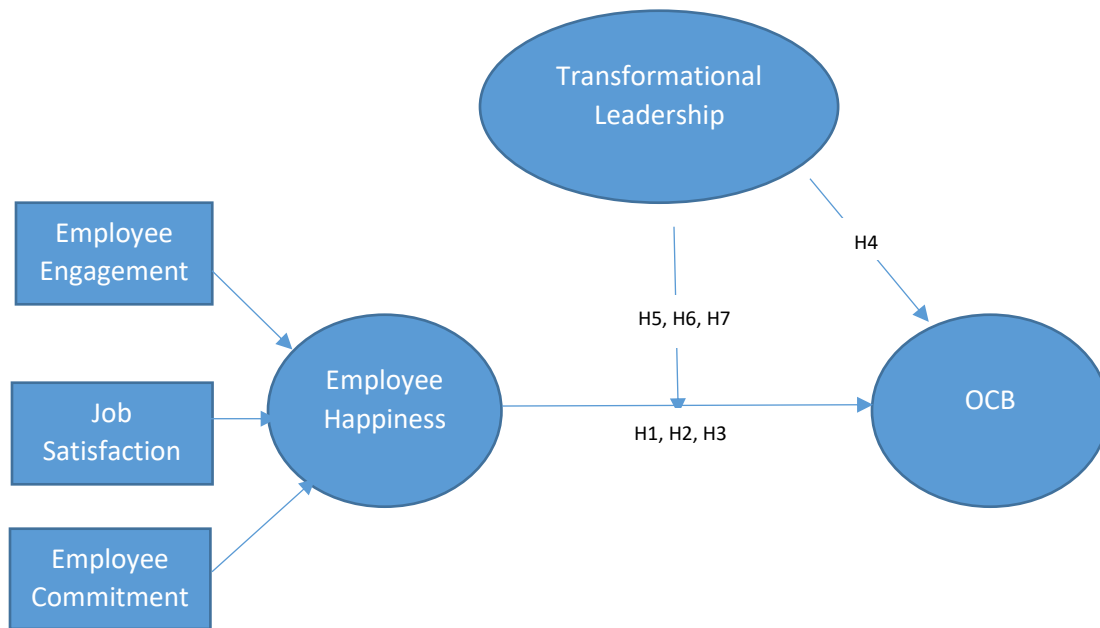 Transformational
Leadership
Employee
Engagement
H4
H5, H6, H7
Employee
Happiness
Job
Satisfaction
OCB
H1, H2, H3
Employee
Commitment